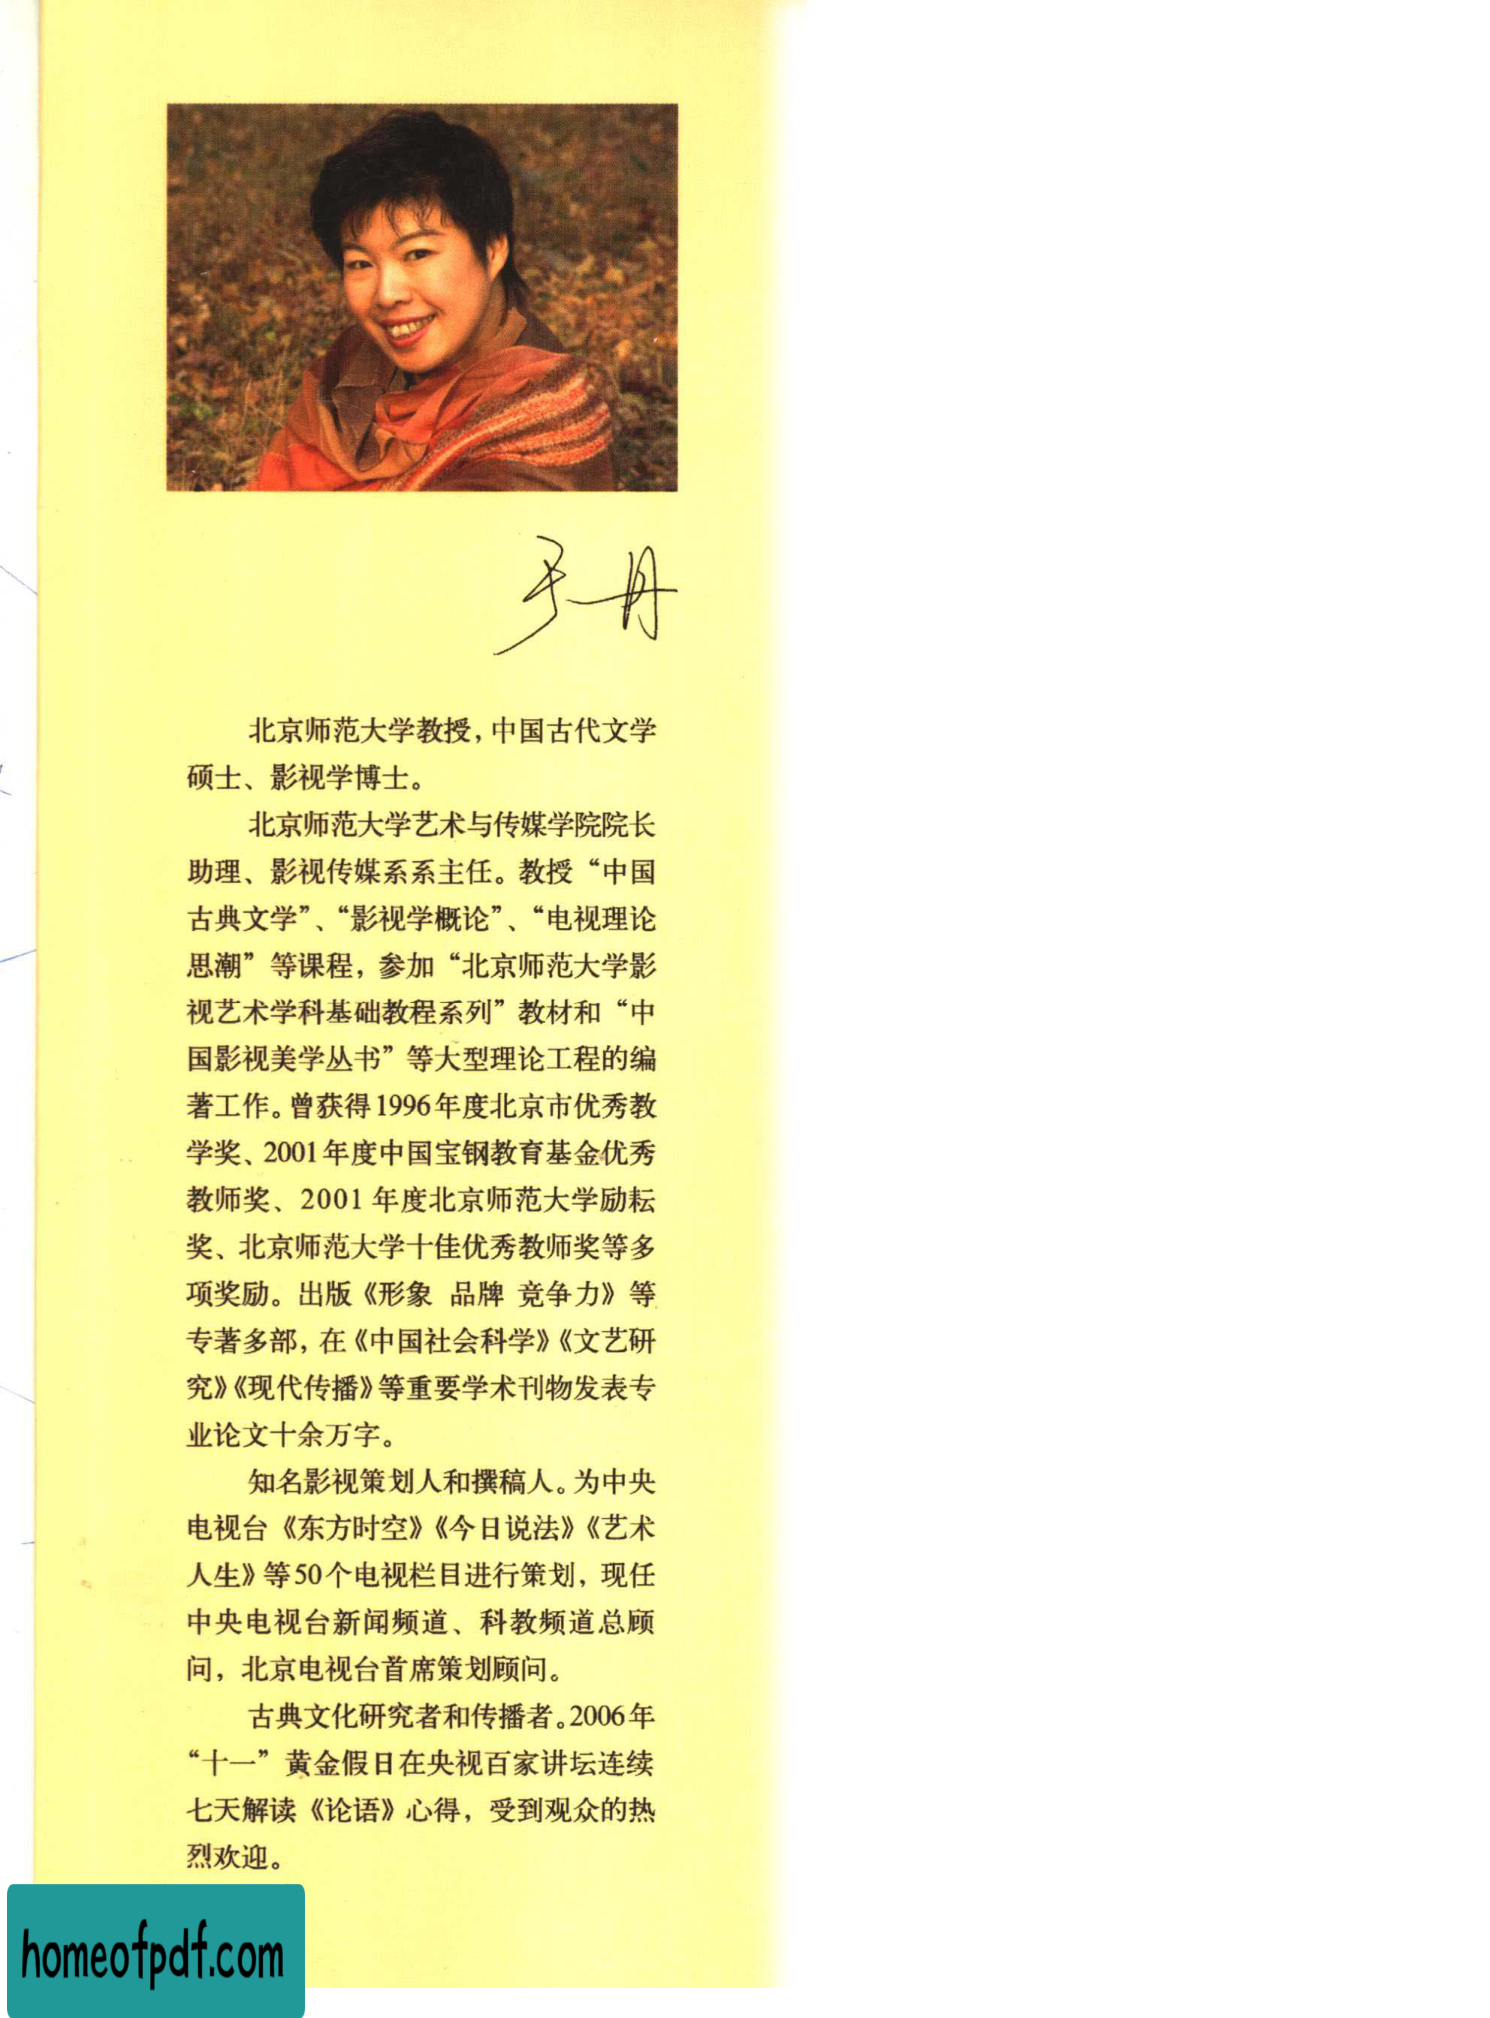 于丹
北京师范大学教授，中国古代文学
硕士、影视学博士。
北京师范大学艺术与传媒学院院长
助理、影视传媒系系主任。教授“中国
古典文学”、“影视学概论”、“电视理论
思潮”等课程，参加“北京师范大学影
视艺术学科基础教程系列”教材和“中
国影视美学丛书”等大型理论工程的编
著工作。曾获得1996年度北京市优秀教
学奖、2001年度中国宝钢教育基金优秀
教师奖、2001年度北京师范大学励耘
奖、北京师范大学十佳优秀教师奖等多
项奖励。出版《形象 品牌 竞争力》等
专著多部，在《中国社会科学》《文艺研
究》《现代传播》等重要学术刊物发表专
业论文十余万字。
知名影视策划人和撰稿人。为中央
电视台《东方时空》《今日说法》《艺术
人生》等50个电视栏目进行策划，现任
中央电视台新闻频道、科教频道总顾
问，北京电视台首席策划顾问。
古典文化研究者和传播者。2006年
“十一”黄金假日在央视百家讲坛连续
七天解读《论语》心得，受到观众的热
烈欢迎。
homeofpdf.com